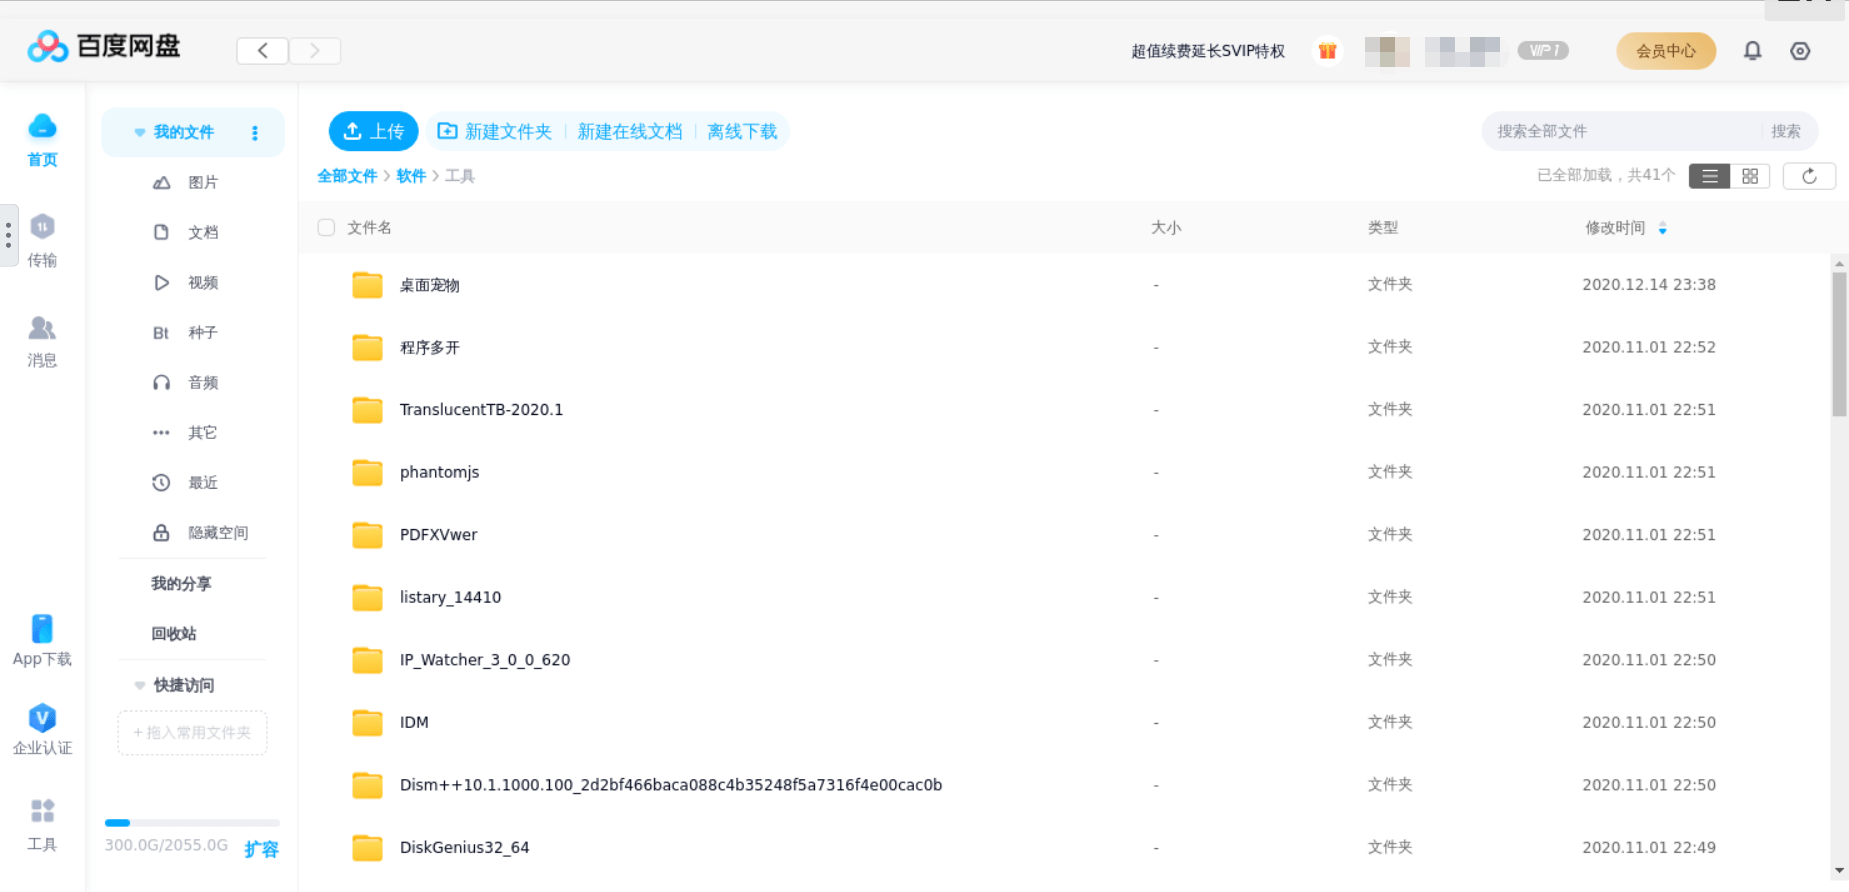 百度网盘
超值续费延长SVIP特权
VIP 1
会员中心
首页
传输
消息
App下载
企业认证
工具
我的文件
图片
文档
视频
Bt 种子
音频
其它
最近
隐藏空间
我的分享
回收站
快捷访问
+ 拖入常用文件夹
300.0G/2055.0G 扩容
上传 新建文件夹 新建在线文档 离线下载
搜索全部文件 搜索
全部文件 > 软件 > 工具
已全部加载，共41个
文件名 大小 类型 修改时间
桌面宠物 - 文件夹 2020.12.14 23:38
程序多开 - 文件夹 2020.11.01 22:52
TranslucentTB-2020.1 - 文件夹 2020.11.01 22:51
phantomjs - 文件夹 2020.11.01 22:51
PDFXVwer - 文件夹 2020.11.01 22:51
listary_14410 - 文件夹 2020.11.01 22:51
IP_Watcher_3_0_0_620 - 文件夹 2020.11.01 22:50
IDM - 文件夹 2020.11.01 22:50
Dism++10.1.1000.100_2d2bf466baca088c4b35248f5a7316f4e00cac0b - 文件夹 2020.11.01 22:50
DiskGenius32_64 - 文件夹 2020.11.01 22:49